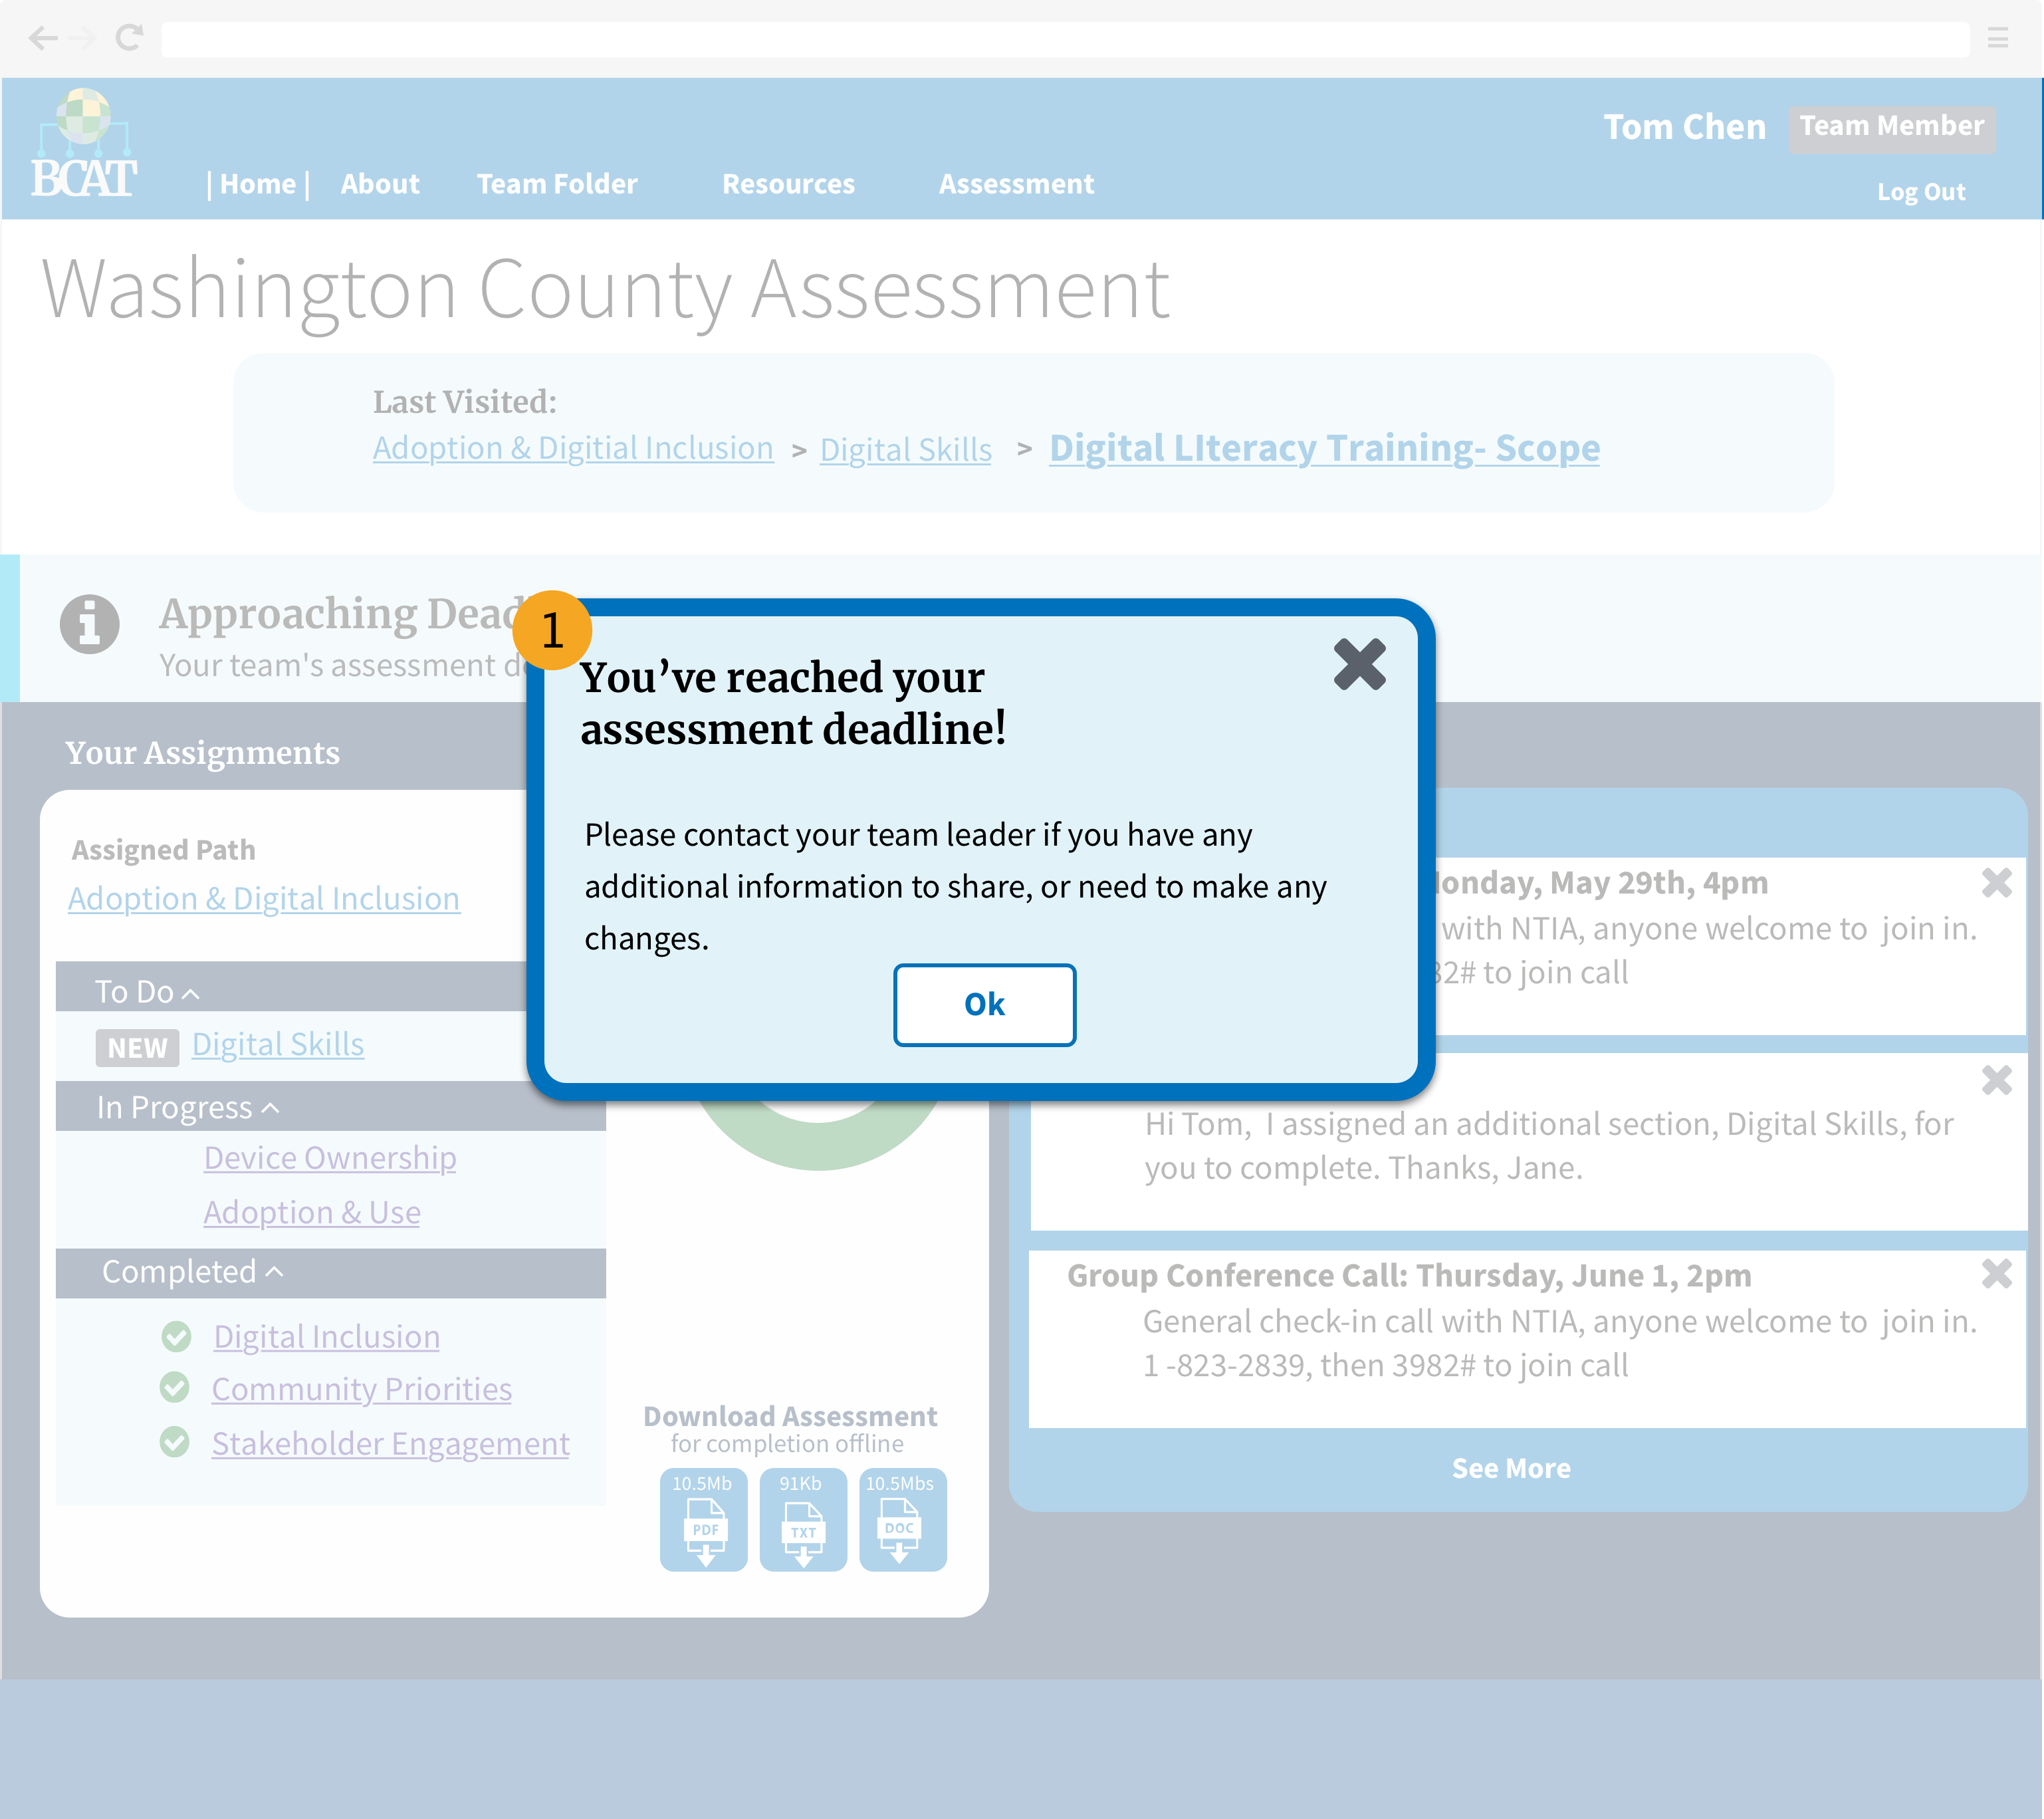 BCAT
| Home |
About
Team Folder
Resources
Assessment
Tom Chen
Team Member
Log Out
Washington County Assessment
Last Visited:
Adoption & Digitial Inclusion > Digital Skills > Digital LIteracy Training- Scope
Approaching
Your team's assessment
1
You’ve reached your
assessment deadline!
Please contact your team leader if you have any
additional information to share, or need to make any
changes.
Ok
Your Assignments
Assigned Path
Adoption & Digital Inclusion
To Do
NEW Digital Skills
In Progress
Device Ownership
Adoption & Use
Completed
Digital Inclusion
Community Priorities
Stakeholder Engagement
Download Assessment
for completion offline
10.5Mb
PDF
91Kb
TXT
10.5Mbs
DOC
May 29th, 4pm
with NTIA, anyone welcome to join in.
to join call
Hi Tom, I assigned an additional section, Digital Skills, for
you to complete. Thanks, Jane.
Group Conference Call: Thursday, June 1, 2pm
General check-in call with NTIA, anyone welcome to join in.
1 -823-2839, then 3982# to join call
See More